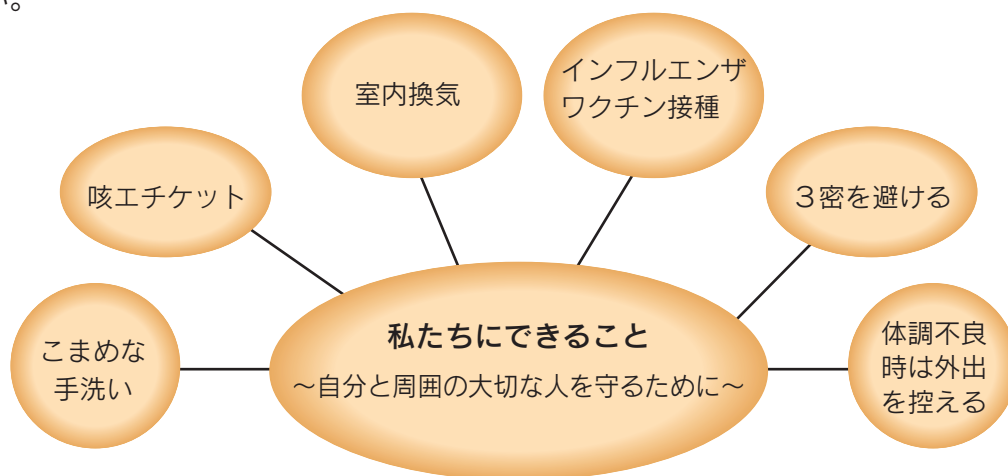 い。
室内換気
インフルエンザ
ワクチン接種
咳エチケット
３密を避ける
こまめな
手洗い
私たちにできること
～自分と周囲の大切な人を守るために～
体調不良
時は外出
を控える